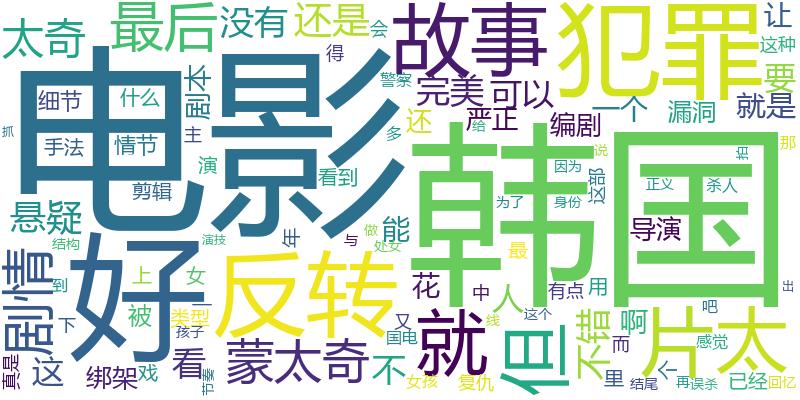 太奇
最后
没有
还是
会
故事
犯罪
让
这种
要
得
剧本
警察
细节
什么
完美
可以
一个
漏洞
就是
电影
手法
情节
主
多
还
严正
编剧
给
说
拍
那
抓
剪辑
演
看到
韩国
因为
这部
正义
杀人
为了
身份
悬疑
能
导演
年
与
做
处女
结构
演技
最
好
反转
剧情
到
上
女
花
中
人
有点
用
出
被
类型
一
又
线
这个
吧
下
孩子
国电
就
但
不错
啊
而
片
太
感觉
真是
这
绑架
戏
看
蒙太奇
不
女孩
复仇
里
结尾
个
再
误杀
已经
回忆
节奏